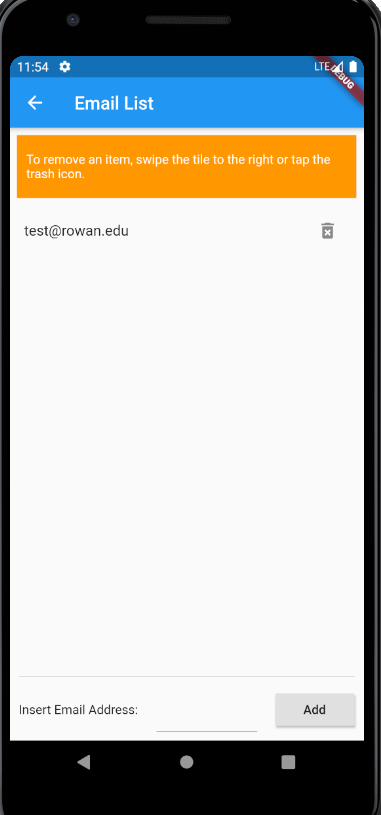 11:54 LTE
DEBUG
Email List
To remove an item, swipe the tile to the right or tap the
trash icon.
test@rowan.edu
Insert Email Address: Add